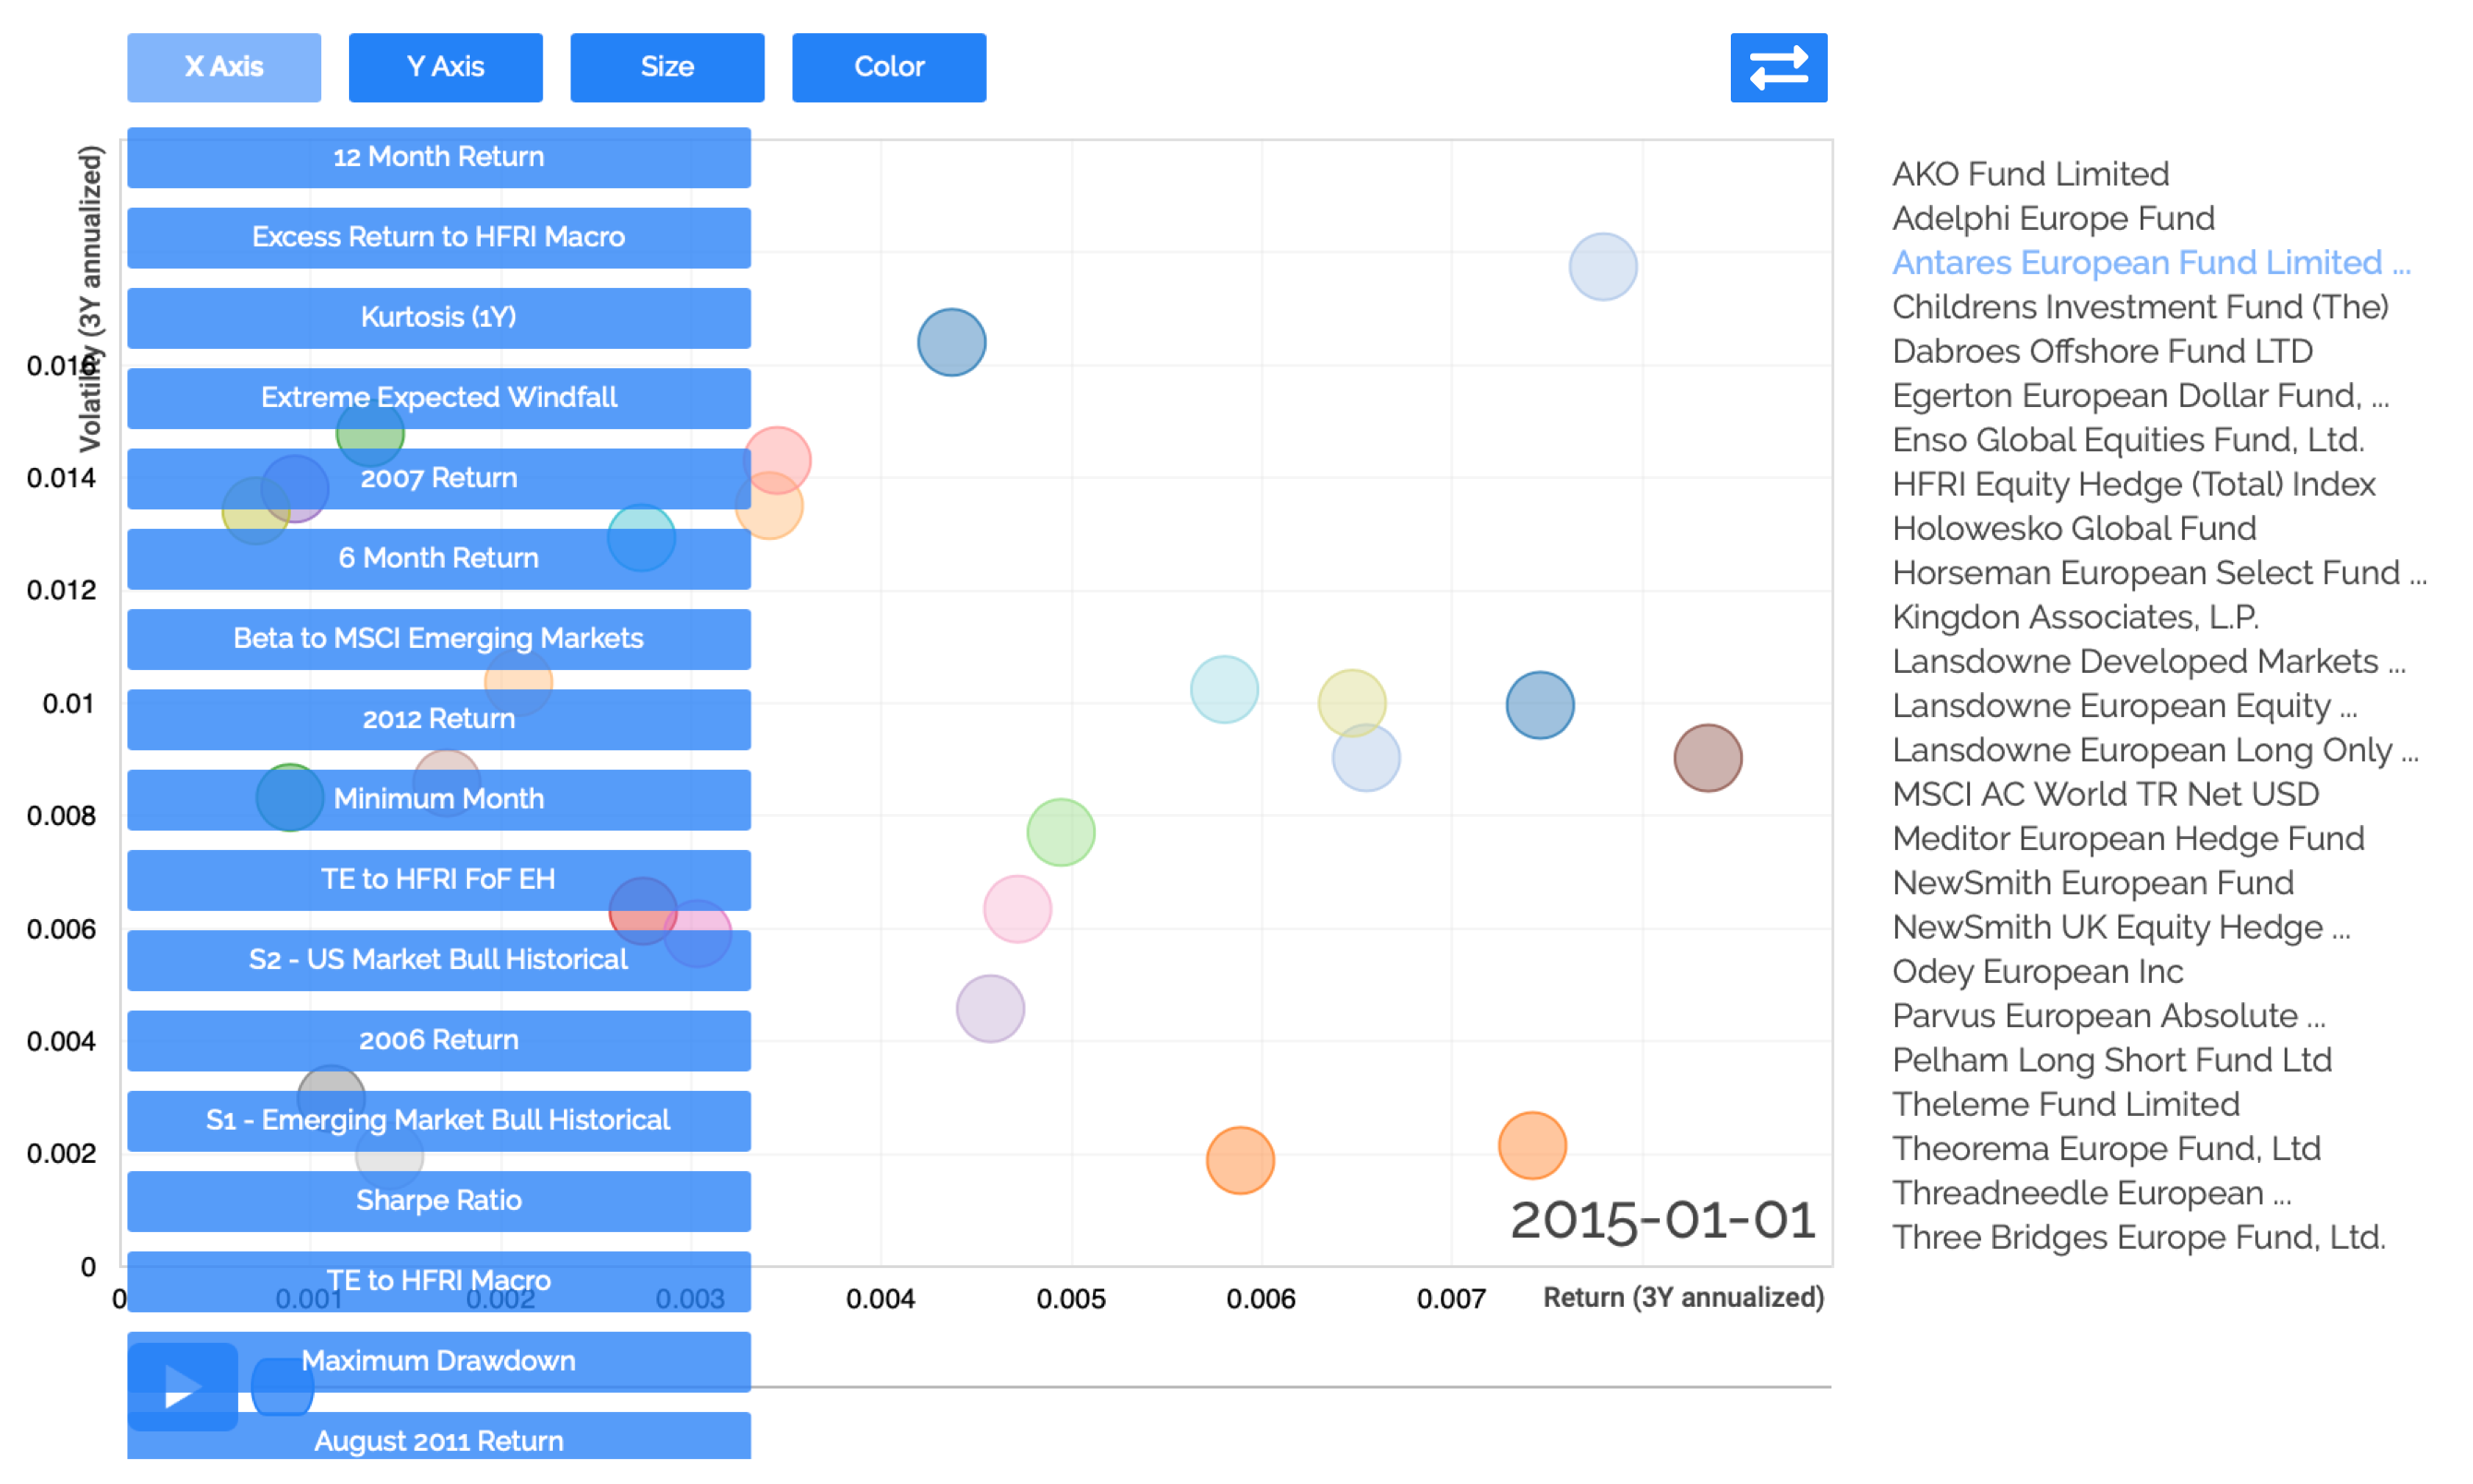 X Axis
Y Axis
Size
Color
12 Month Return
Excess Return to HFRI Macro
Kurtosis (1Y)
Extreme Expected Windfall
2007 Return
6 Month Return
Beta to MSCI Emerging Markets
2012 Return
Minimum Month
TE to HFRI FoF EH
S2 - US Market Bull Historical
2006 Return
S1 - Emerging Market Bull Historical
Sharpe Ratio
TE to HFRI Macro
Maximum Drawdown
August 2011 Return
Volatility (3Y annualized)
0.016
0.014
0.012
0.01
0.008
0.006
0.004
0.002
0
0
0.001
0.002
0.003
0.004
0.005
0.006
0.007
Return (3Y annualized)
2015-01-01
AKO Fund Limited
Adelphi Europe Fund
Antares European Fund Limited ...
Childrens Investment Fund (The)
Dabroes Offshore Fund LTD
Egerton European Dollar Fund, ...
Enso Global Equities Fund, Ltd.
HFRI Equity Hedge (Total) Index
Holowesko Global Fund
Horseman European Select Fund ...
Kingdon Associates, L.P.
Lansdowne Developed Markets ...
Lansdowne European Equity ...
Lansdowne European Long Only ...
MSCI AC World TR Net USD
Meditor European Hedge Fund
NewSmith European Fund
NewSmith UK Equity Hedge ...
Odey European Inc
Parvus European Absolute ...
Pelham Long Short Fund Ltd
Theleme Fund Limited
Theorema Europe Fund, Ltd
Threadneedle European ...
Three Bridges Europe Fund, Ltd.